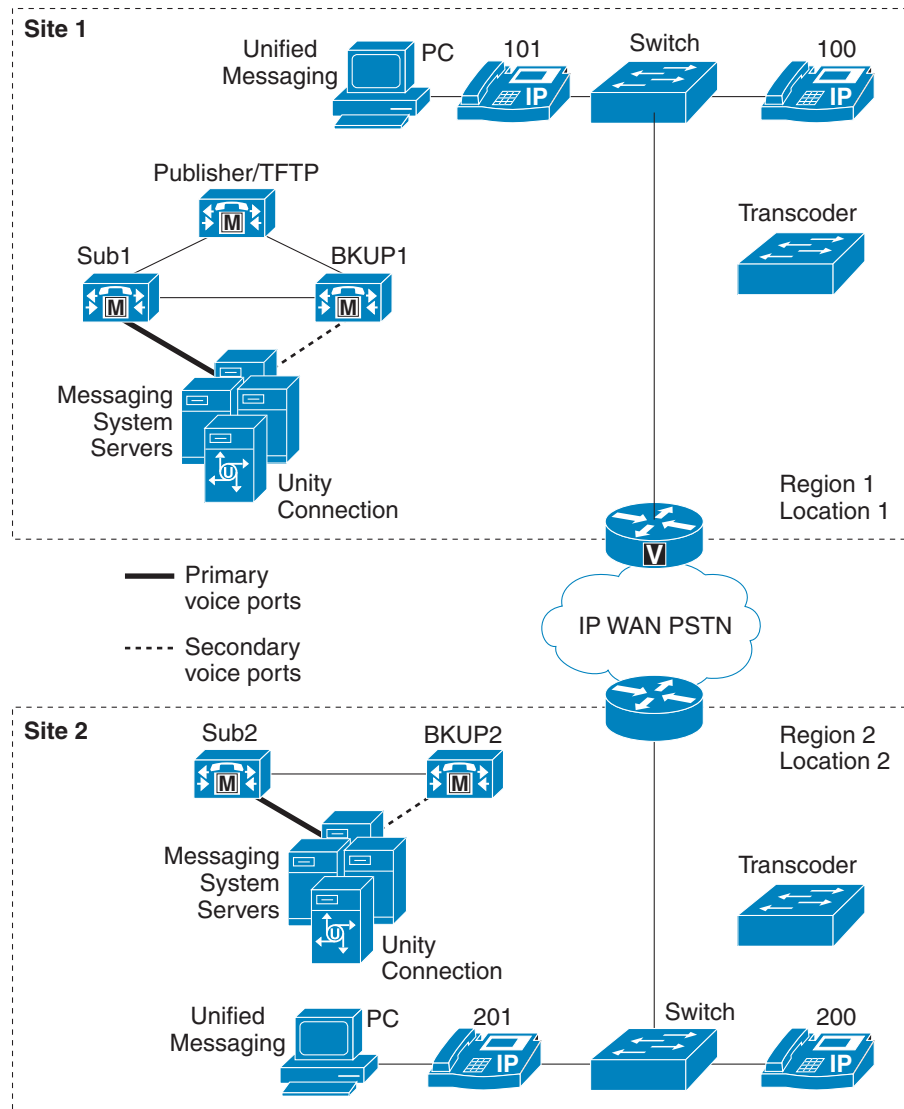 Site 1
Unified
Messaging
PC
101
Switch
100
IP
IP
Publisher/TFTP
M
Transcoder
Sub1
BKUP1
M
M
Messaging
System
Servers
U
Unity
Connection
Region 1
Location 1
V
Primary
voice ports
IP WAN PSTN
Secondary
voice ports
Site 2
Sub2
BKUP2
Region 2
Location 2
M
M
Messaging
System
Servers
Transcoder
U
Unity
Connection
Unified
Messaging
PC
201
Switch
200
IP
IP